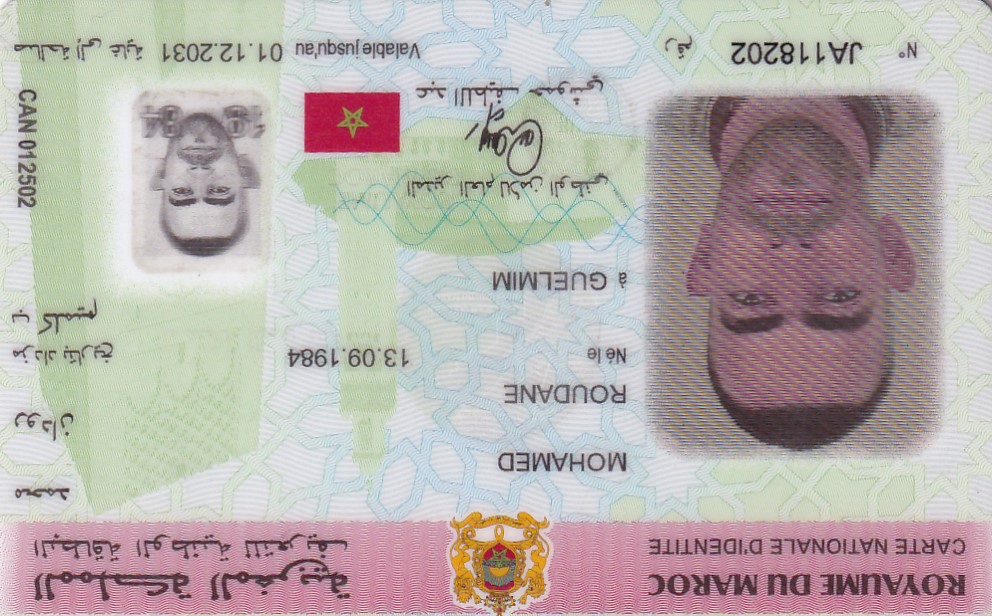 ROYAUME DU MAROC
المملكة المغربية
CARTE NATIONALE D'IDENTITE
البطاقة الوطنية للتعريف
محمد
MOHAMED
رودان
ROUDANE
Né le 13.09.1984 مزداد بتاريخ
ب كلميم
à GUELMIM
المدير العام للأمن الوطني
عبد اللطيف حموشي
CAN 012502
N° JA118202 رقم
Valable jusqu'au 01.12.2031 صالحة إلى غاية